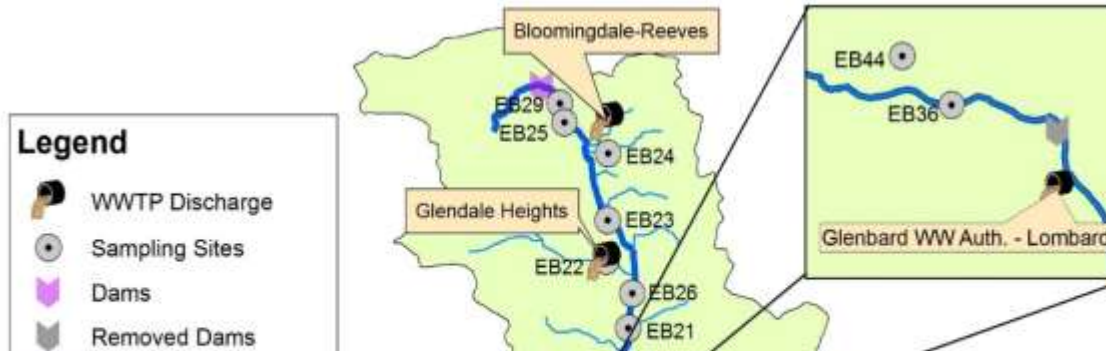 Bloomingdale-Reeves
EB44
EB29
EB36
EB25
Legend
EB24
WWTP Discharge
Glendale Heights
EB23
Glenbard WW Auth. - Lombard
Sampling Sites
EB22
Dams
EB26
EB21
Removed Dams